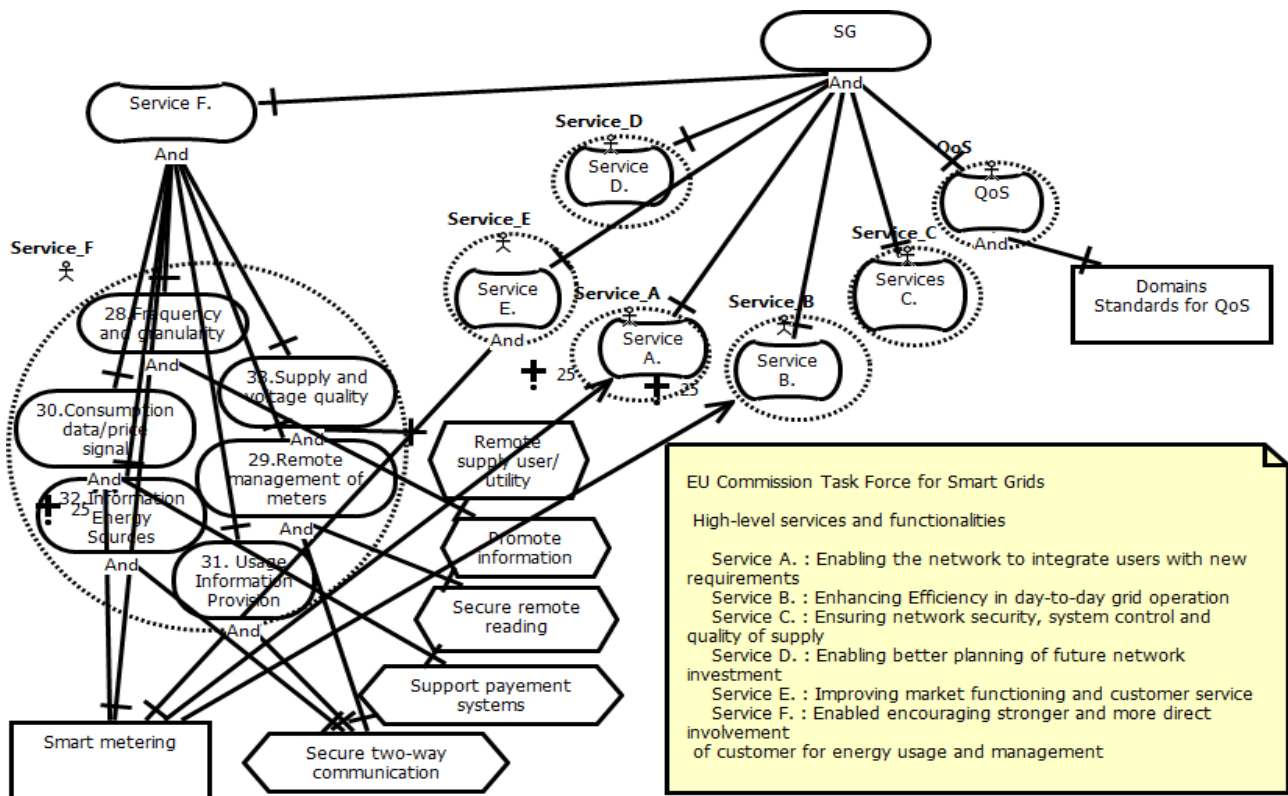 SG
And
Service F.
And
Service_D
Service
D.
QoS
QoS
And
Service_E
Service
E.
And
Service_F
Service_C
Services
C.
Domains
Standards for QoS
Service_A
Service
A.
Service_B
Service
B.
25
25
28.Frequency
and granularity
And
33.Supply and
voltage quality
And
30.Consumption
data/price
signal
And
29.Remote
management of
meters
And
32.Information
Energy
Sources
And
25
31. Usage
Information
Provision
And
Remote
supply user/
utility
Promote
information
Secure remote
reading
Support payement
systems
Smart metering
Secure two-way
communication
EU Commission Task Force for Smart Grids
High-level services and functionalities
Service A. : Enabling the network to integrate users with new
requirements
Service B. : Enhancing Efficiency in day-to-day grid operation
Service C. : Ensuring network security, system control and
quality of supply
Service D. : Enabling better planning of future network
investment
Service E. : Improving market functioning and customer service
Service F. : Enabled encouraging stronger and more direct
involvement
of customer for energy usage and management